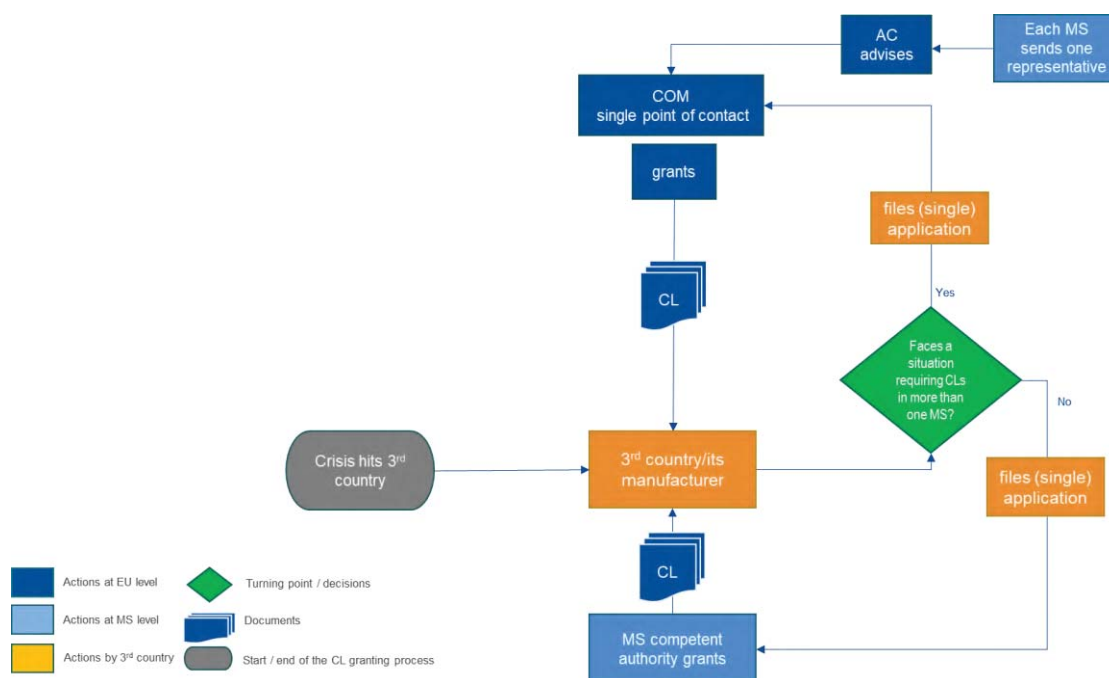 AC
advises
Each MS
sends one
representative
COM
single point of contact
grants
files (single)
application
CL
Yes
Faces a
situation
requiring CLs
in more than
one MS?
No
Crisis hits 3rd
country
3rd country/its
manufacturer
files (single)
application
CL
MS competent
authority grants
Actions at EU level
Turning point / decisions
Actions at MS level
Documents
Actions by 3rd country
Start / end of the CL granting process